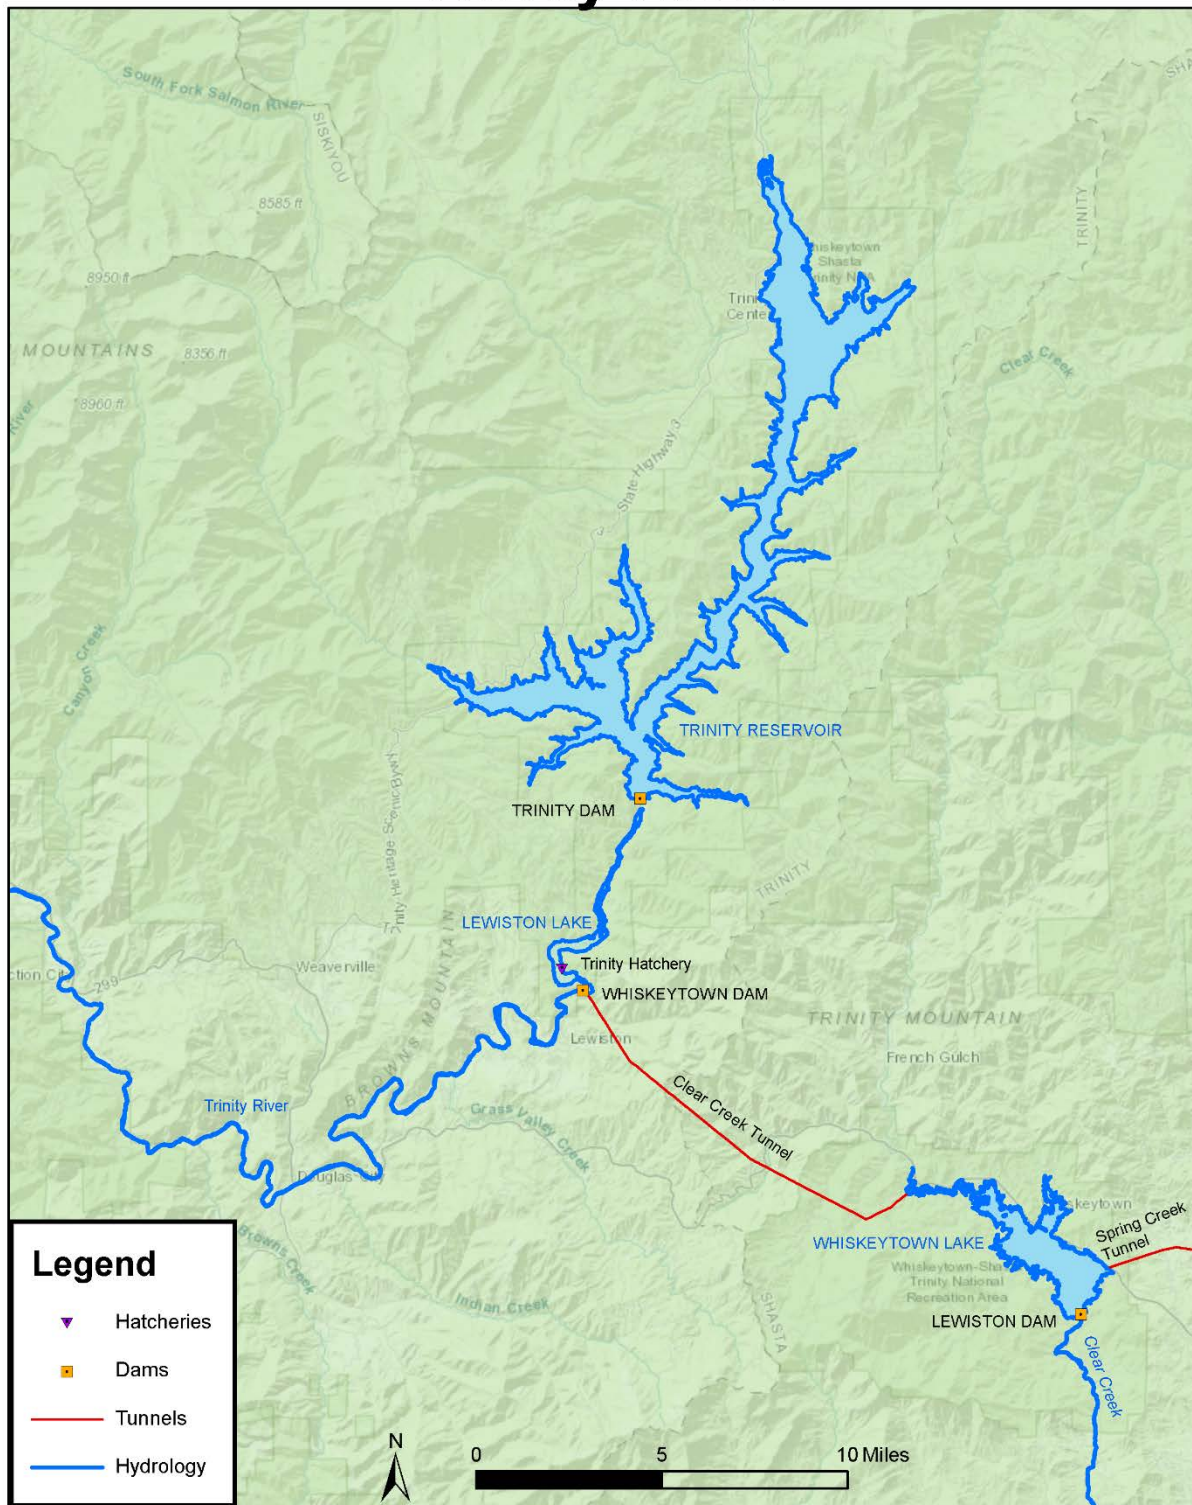 South Fork Salmon River
SISKIYOU
8585 ft
8950 ft
MOUNTAINS
8356 ft
8960 ft
River
TRINITY
Shasta
Clear Creek
State Highway 3
3
Canyon Creek
TRINITY RESERVOIR
TRINITY DAM
TRINITY
LEWISTON LAKE
Trinity Hatchery
WHISKEYTOWN DAM
Weaverville
299
BROWNS MOUNTAIN
Lewiston
TRINITY MOUNTAIN
French Gulch
Trinity River
Clear Creek Tunnel
Grass Valley Creek
Douglas City
WHISKEYTOWN LAKE
Spring Creek
Tunnel
Whiskeytown-Shas
Trinity National
Recreation Area
LEWISTON DAM
Clear Creek
Browns Creek
Indian Creek
SHASTA
Legend
Hatcheries
Dams
Tunnels
Hydrology
N
0 5 10 Miles